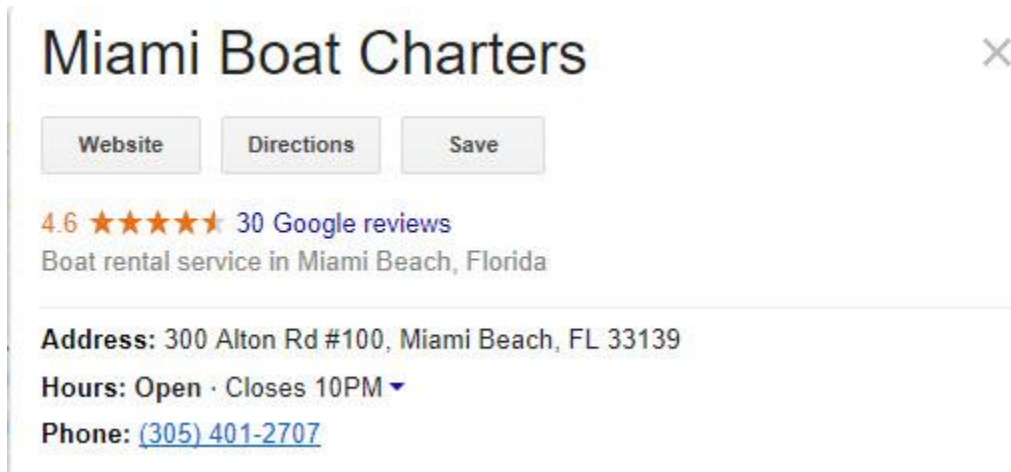 Miami Boat Charters
Website Directions Save
4.6 ★★★★★ 30 Google reviews
Boat rental service in Miami Beach, Florida
Address: 300 Alton Rd #100, Miami Beach, FL 33139
Hours: Open · Closes 10PM
Phone: (305) 401-2707